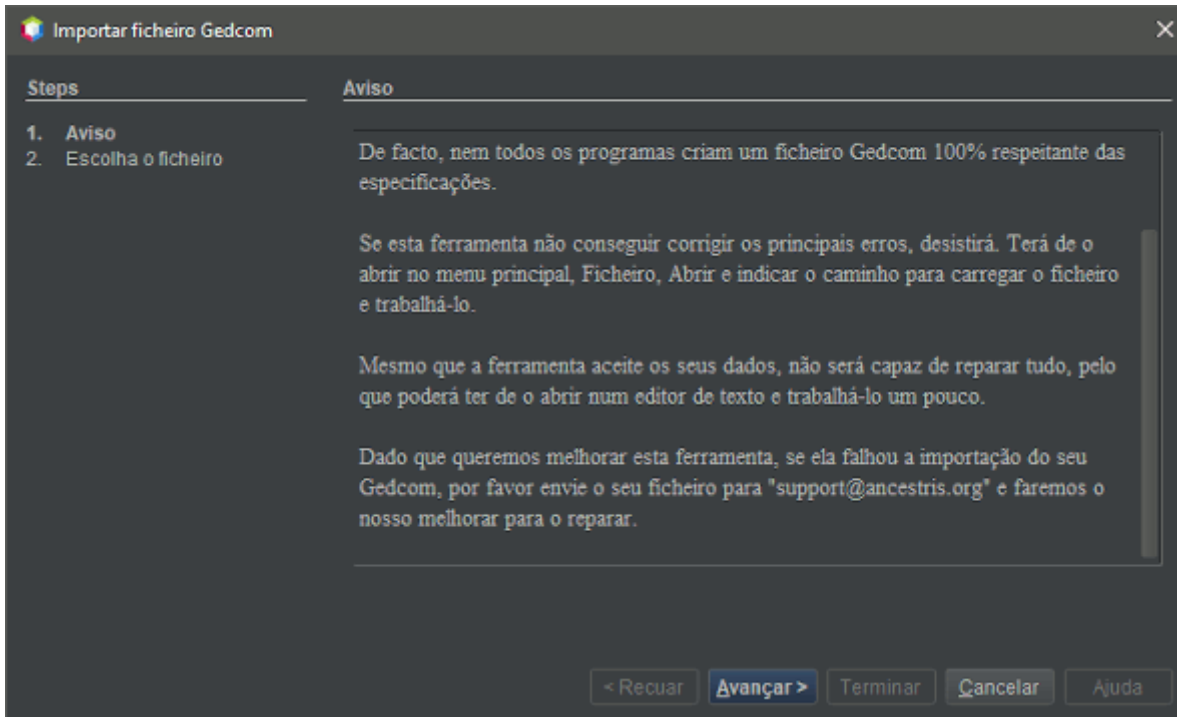 Importar ficheiro Gedcom
Steps
1. Aviso
2. Escolha o ficheiro
Aviso
De facto, nem todos os programas criam um ficheiro Gedcom 100% respeitante das
especificações.
Se esta ferramenta não conseguir corrigir os principais erros, desistirá. Terá de o
abrir no menu principal, Ficheiro, Abrir e indicar o caminho para carregar o ficheiro
e trabalhá-lo.
Mesmo que a ferramenta aceite os seus dados, não será capaz de reparar tudo, pelo
que poderá ter de o abrir num editor de texto e trabalhá-lo um pouco.
Dado que queremos melhorar esta ferramenta, se ela falhou a importação do seu
Gedcom, por favor envie o seu ficheiro para "support@ancestris.org" e faremos o
nosso melhorar para o reparar.
< Recuar Avançar > Terminar Cancelar Ajuda